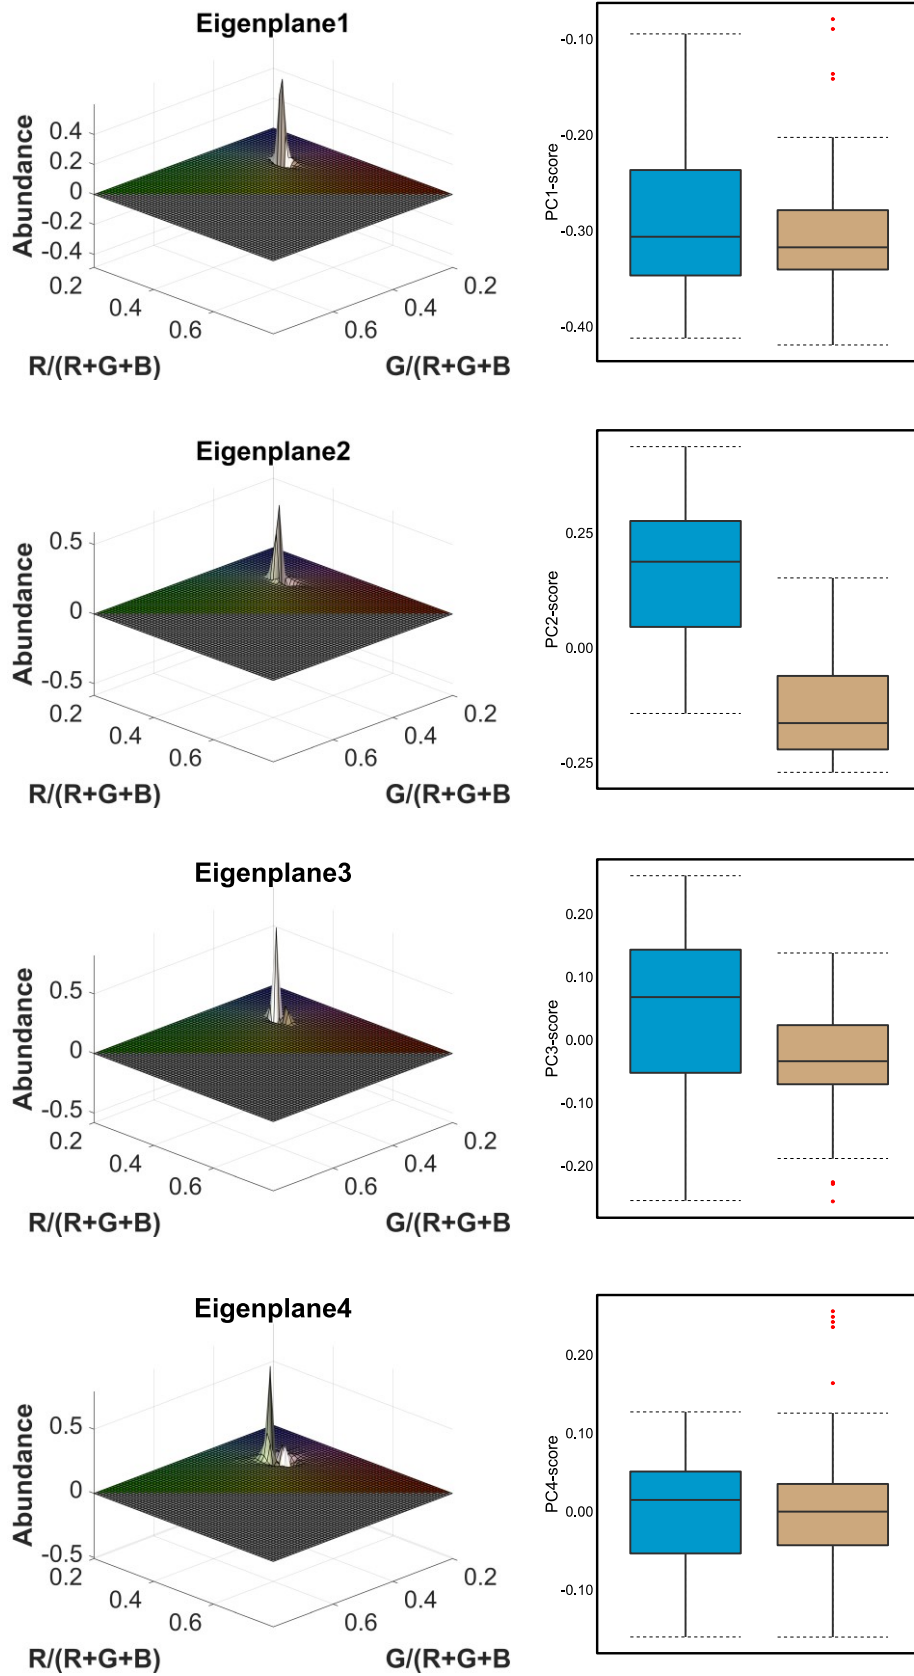 Eigenplane1
Abundance
0.4
0.2
0
-0.2
-0.4
0.2
0.4
0.6
0.2
0.4
0.6
R/(R+G+B)
G/(R+G+B
PC1-score
-0.10
-0.20
-0.30
-0.40
Eigenplane2
Abundance
0.5
0
-0.5
0.2
0.4
0.6
0.2
0.4
0.6
R/(R+G+B)
G/(R+G+B
PC2-score
0.25
0.00
-0.25
Eigenplane3
Abundance
0.5
0
-0.5
0.2
0.4
0.6
0.2
0.4
0.6
R/(R+G+B)
G/(R+G+B
PC3-score
0.20
0.10
0.00
-0.10
-0.20
Eigenplane4
Abundance
0.5
0
-0.5
0.2
0.4
0.6
0.2
0.4
0.6
R/(R+G+B)
G/(R+G+B
PC4-score
0.20
0.10
0.00
-0.10